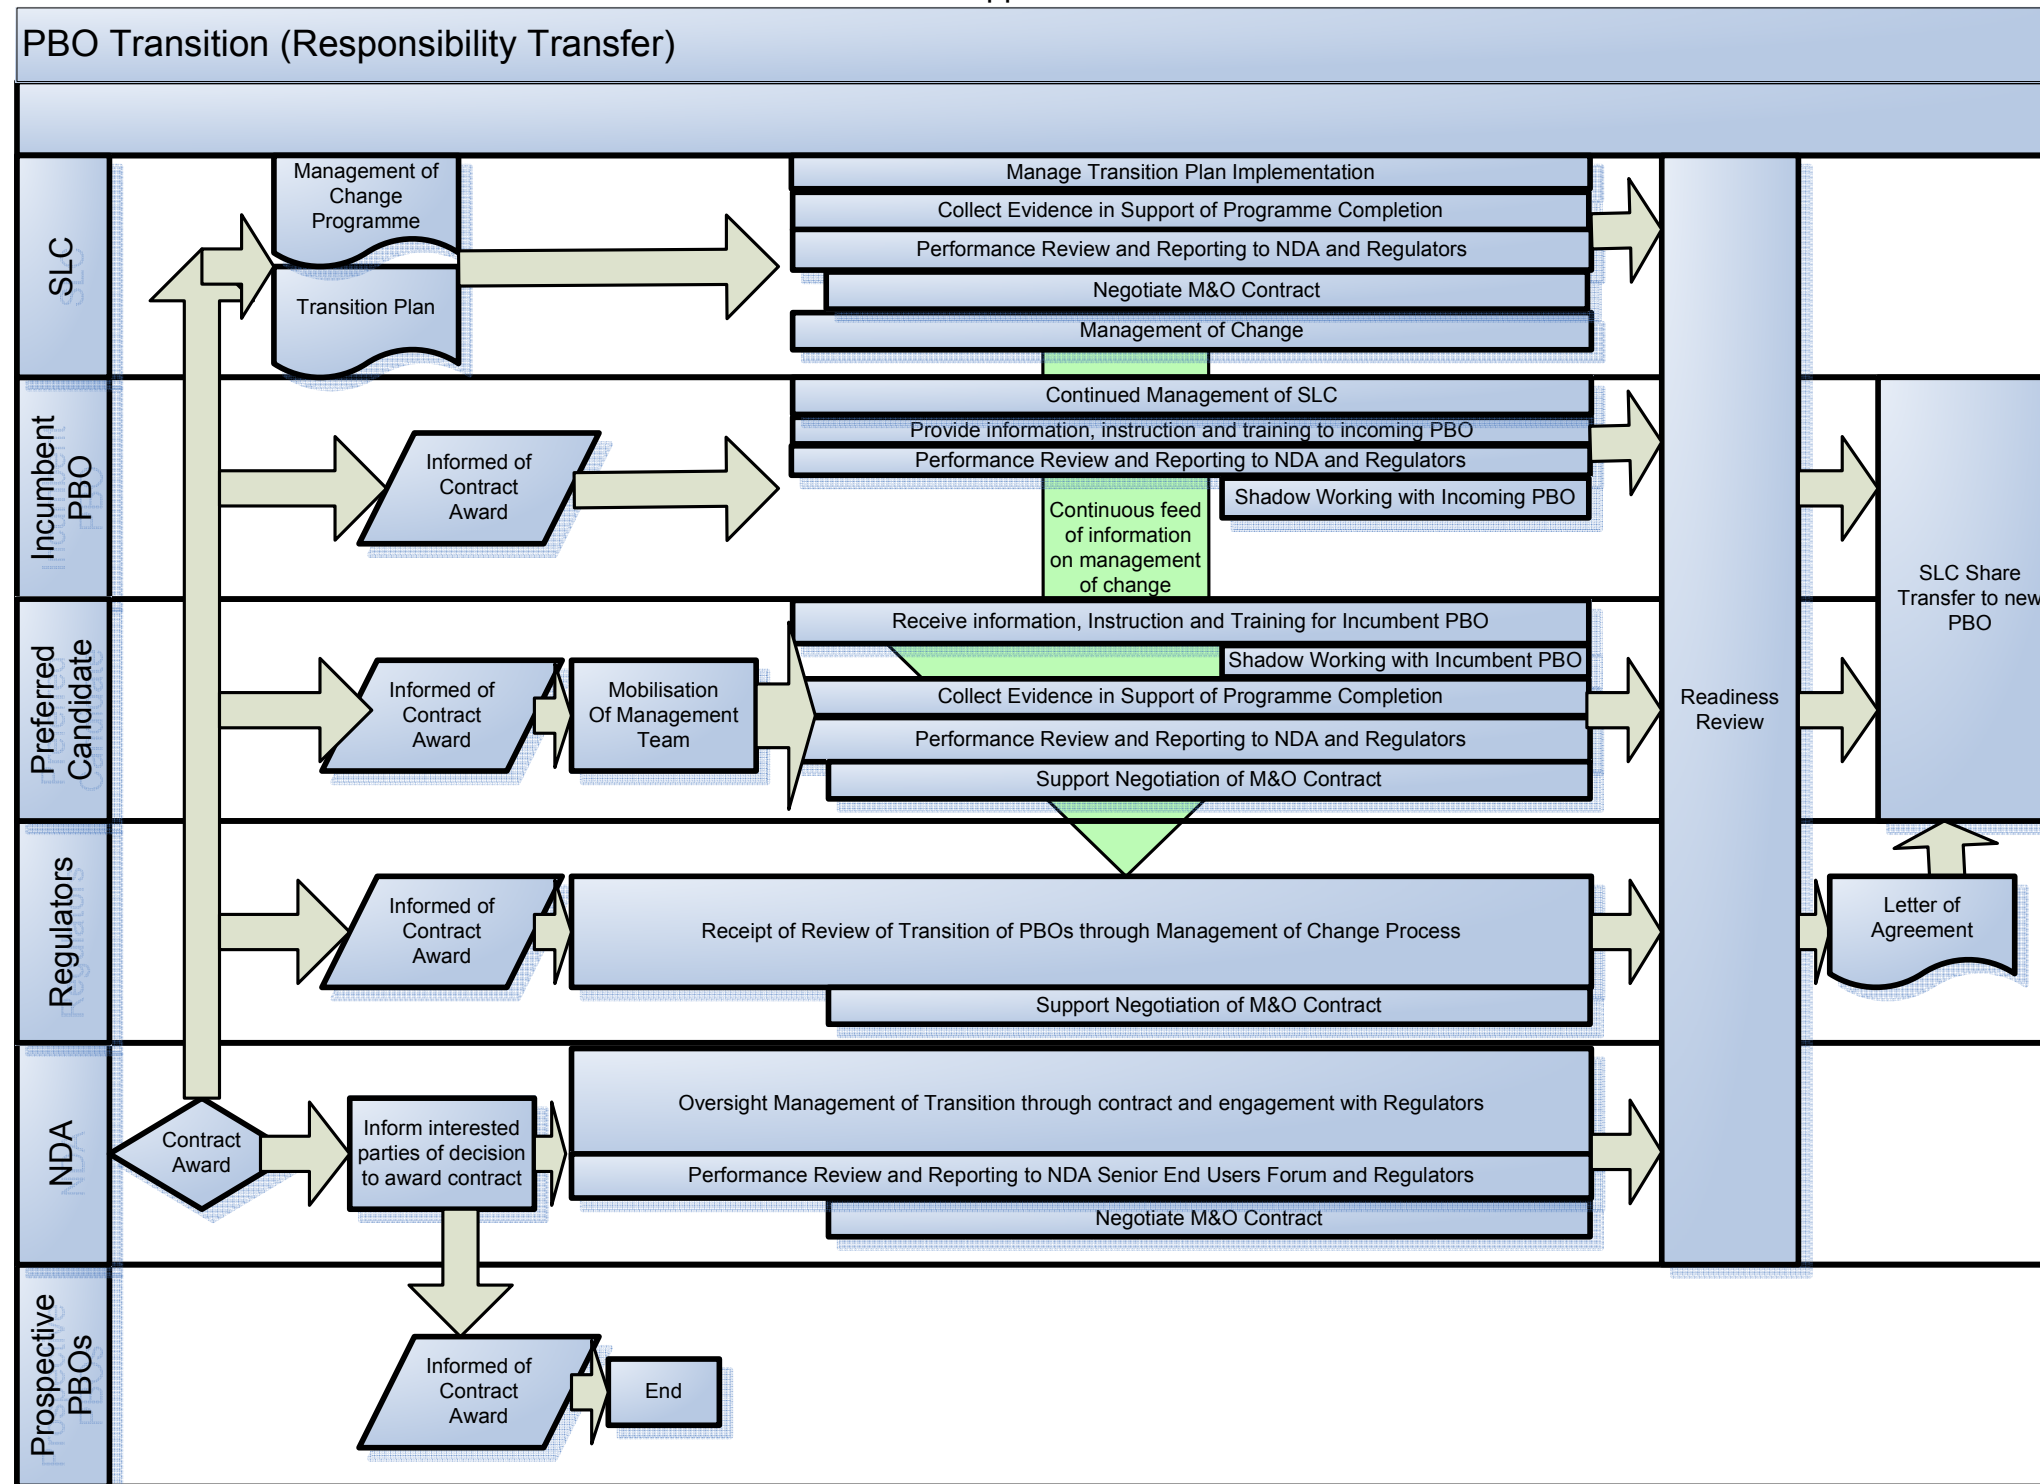 PBO Transition (Responsibility Transfer)
SLC
Management of
Change
Programme
Transition Plan
Manage Transition Plan Implementation
Collect Evidence in Support of Programme Completion
Performance Review and Reporting to NDA and Regulators
Negotiate M&O Contract
Management of Change
Incumbent
PBO
Informed of
Contract
Award
Continued Management of SLC
Provide information, instruction and training to incoming PBO
Performance Review and Reporting to NDA and Regulators
Shadow Working with Incoming PBO
Continuous feed
of information
on management
of change
Preferred
Candidate
Informed of
Contract
Award
Mobilisation
Of Management
Team
Receive information, Instruction and Training for Incumbent PBO
Shadow Working with Incumbent PBO
Collect Evidence in Support of Programme Completion
Performance Review and Reporting to NDA and Regulators
Support Negotiation of M&O Contract
Readiness
Review
SLC Share
Transfer to new
PBO
Regulators
Informed of
Contract
Award
Receipt of Review of Transition of PBOs through Management of Change Process
Support Negotiation of M&O Contract
Letter of
Agreement
NDA
Contract
Award
Inform interested
parties of decision
to award contract
Oversight Management of Transition through contract and engagement with Regulators
Performance Review and Reporting to NDA Senior End Users Forum and Regulators
Negotiate M&O Contract
Prospective
PBOs
Informed of
Contract
Award
End